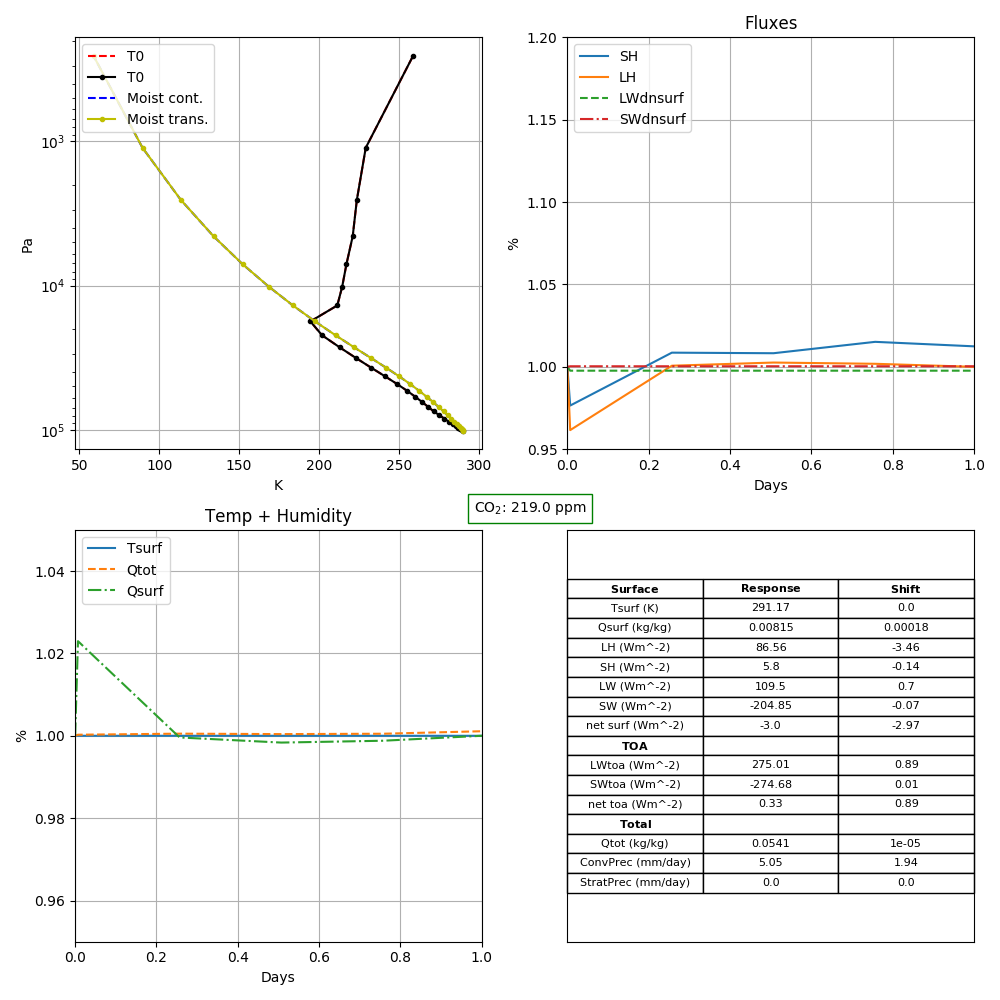 T0
T0
Moist cont.
Moist trans.
10^3
10^4
10^5
Pa
50 100 150 200 250 300
K
Fluxes
SH
LH
LWdnsurf
SWdnsurf
1.20
1.15
1.10
1.05
1.00
0.95
%
0.0 0.2 0.4 0.6 0.8 1.0
Days
CO₂: 219.0 ppm
Temp + Humidity
Tsurf
Qtot
Qsurf
1.04
1.02
1.00
0.98
0.96
%
0.0 0.2 0.4 0.6 0.8 1.0
Days
Surface Response Shift
Tsurf (K) 291.17 0.0
Qsurf (kg/kg) 0.00815 0.00018
LH (Wm^-2) 86.56 -3.46
SH (Wm^-2) 5.8 -0.14
LW (Wm^-2) 109.5 0.7
SW (Wm^-2) -204.85 -0.07
net surf (Wm^-2) -3.0 -2.97
TOA
LWtoa (Wm^-2) 275.01 0.89
SWtoa (Wm^-2) -274.68 0.01
net toa (Wm^-2) 0.33 0.89
Total
Qtot (kg/kg) 0.0541 1e-05
ConvPrec (mm/day) 5.05 1.94
StratPrec (mm/day) 0.0 0.0